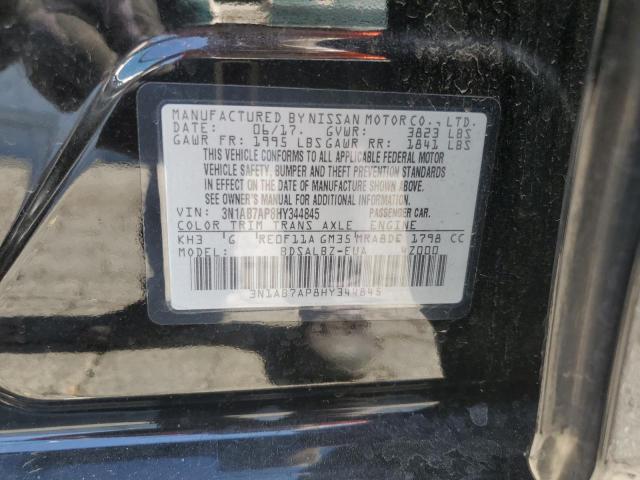 MANUFACTURED BY NISSAN MOTOR CO., LTD.
DATE: 06/17. GVWR: 3823 LBS
GAWR FR: 1995 LBS GAWR RR: 1841 LBS
THIS VEHICLE CONFORMS TO ALL APPLICABLE FEDERAL MOTOR
VEHICLE SAFETY, BUMPER AND THEFT PREVENTION STANDARDS
IN EFFECT ON THE DATE OF MANUFACTURE SHOWN ABOVE.
SEE OWNER'S MANUAL FOR ADDITIONAL INFORMATION.
VIN: 3N1AB7AP8HY344845 PASSENGER CAR.
COLOR TRIM TRANS AXLE ENGINE
KH3 G RE0F11A GM35 MRA8DE 1798 CC
MODEL: BDSALBZ-EUA 4Z000
3N1AB7AP8HY344845